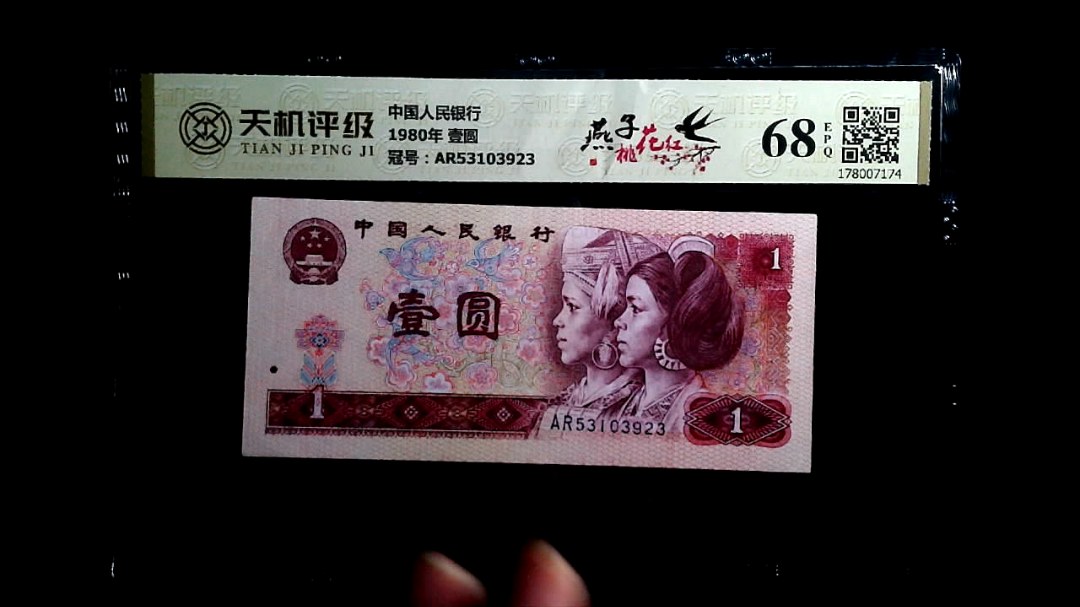 天机评级
TIAN JI PING JI
中国人民银行
1980年 壹圆
冠号：AR53103923
燕子
桃花红
68
EPQ
178007174
中国人民銀行
壹圆
1
1
AR53103923
1